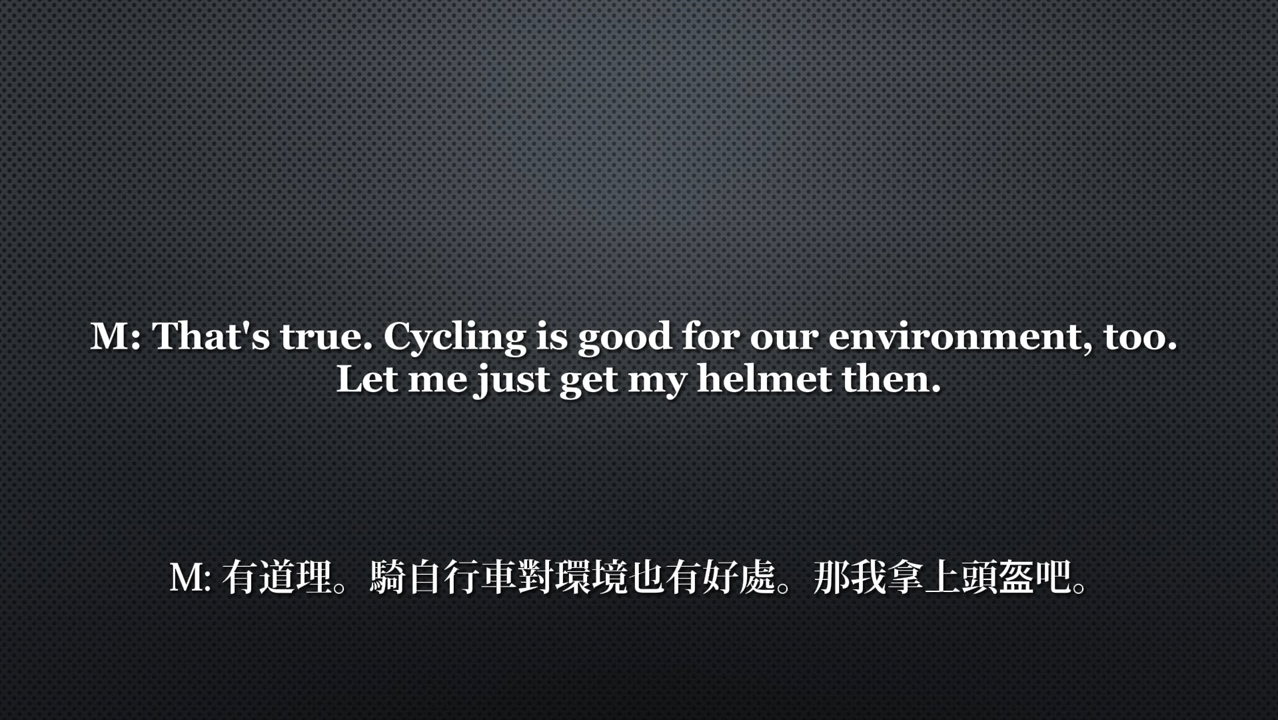 M: That's true. Cycling is good for our environment, too.
Let me just get my helmet then.
M: 有道理。騎自行車對環境也有好處。那我拿上頭盔吧。